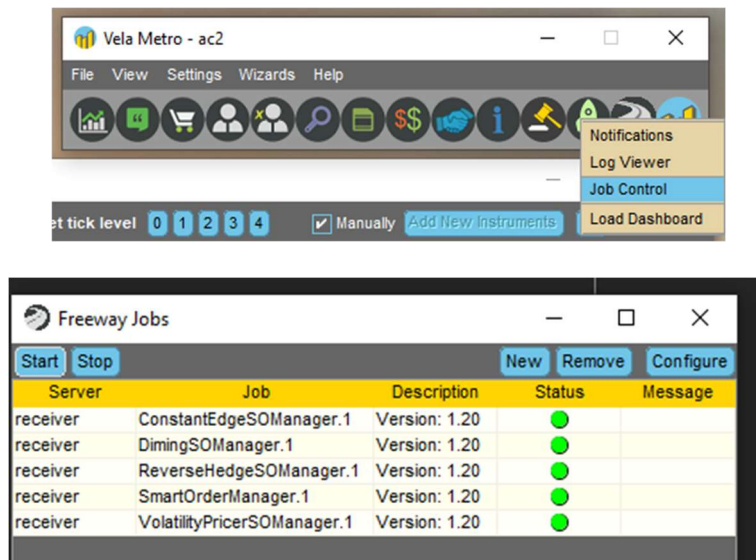 Vela Metro - ac2
File View Settings Wizards Help
“ $$ i
Notifications
Log Viewer
Job Control
Load Dashboard
et tick level 0 1 2 3 4 Manually Add New Instruments
Freeway Jobs
Start Stop New Remove Configure
Server Job Description Status Message
receiver ConstantEdgeSOManager.1 Version: 1.20
receiver DimingSOManager.1 Version: 1.20
receiver ReverseHedgeSOManager.1 Version: 1.20
receiver SmartOrderManager.1 Version: 1.20
receiver VolatilityPricerSOManager.1 Version: 1.20